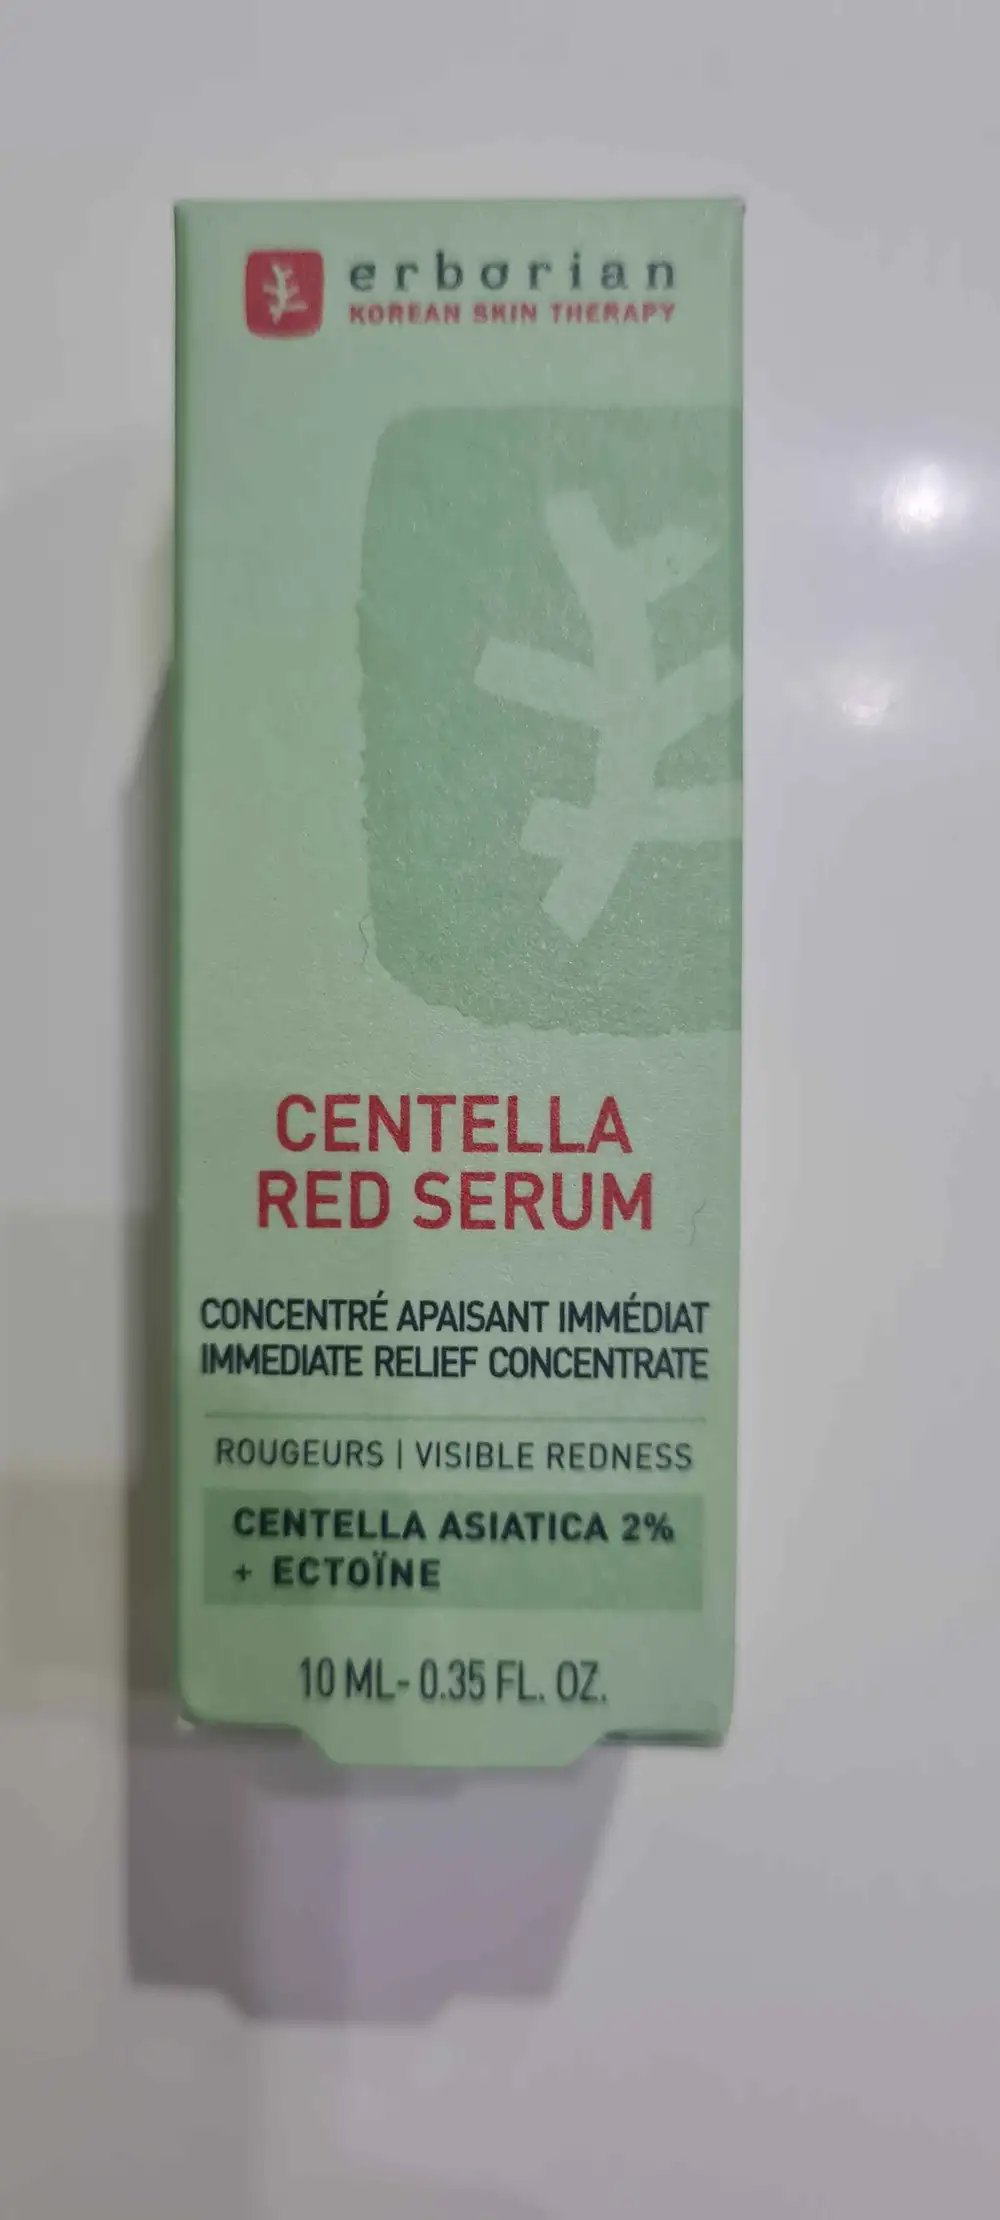 erborian
KOREAN SKIN THERAPY
CENTELLA
RED SERUM
CONCENTRÉ APAISANT IMMÉDIAT
IMMEDIATE RELIEF CONCENTRATE
ROUGEURS | VISIBLE REDNESS
CENTELLA ASIATICA 2%
+ ECTOÏNE
10 ML- 0.35 FL. OZ.